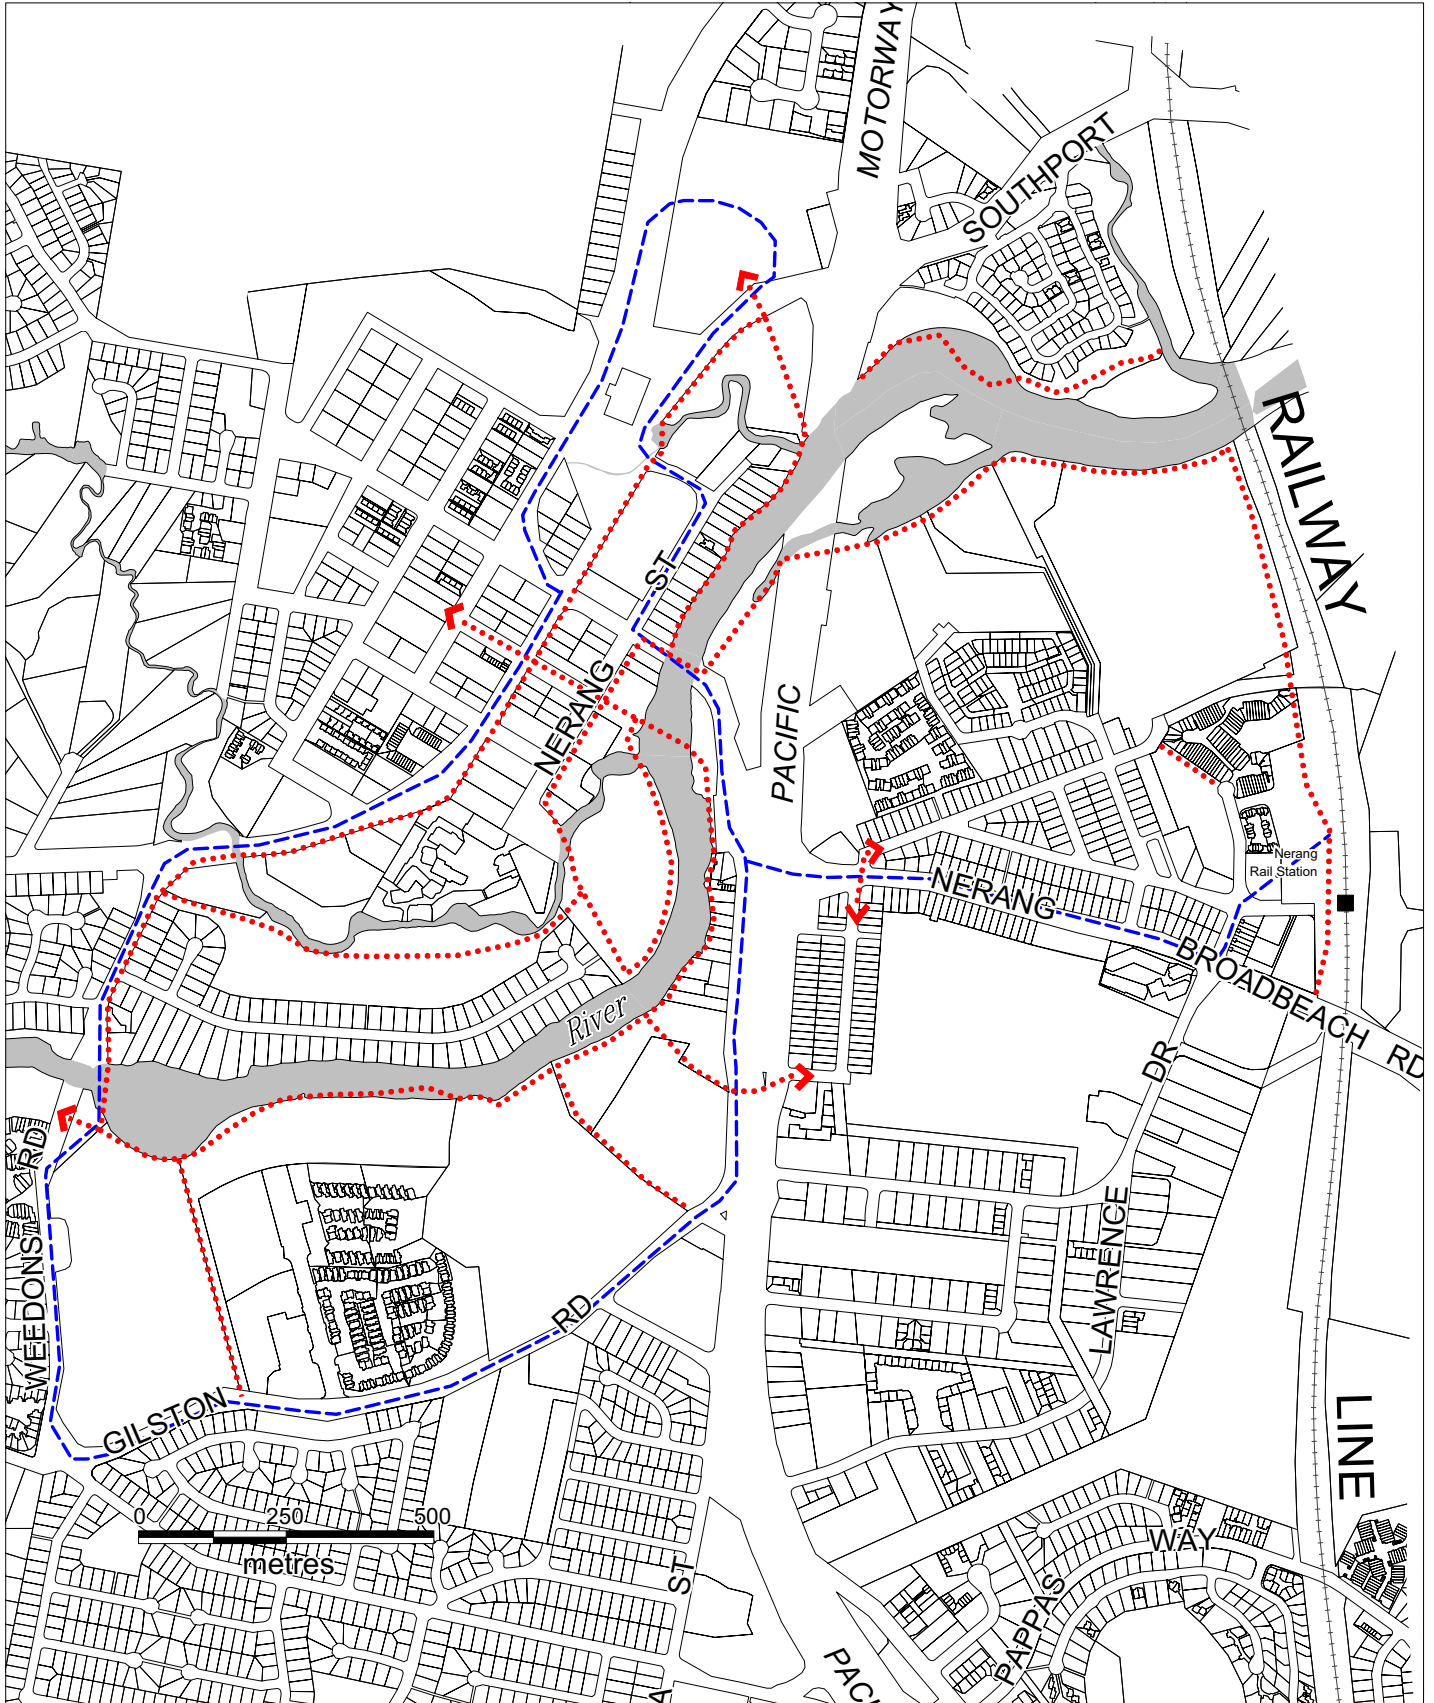 MOTORWAY
SOUTHPORT
RAILWAY
ST
NERANG
PACIFIC
Nerang
Rail Station
NERANG
BROADBEACH RD
River
DR
RD
WEEDONS
LAWRENCE
RD
GILSTON
LINE
0 250 500
metres
WAY
ST
PAPPAS
A
PACI